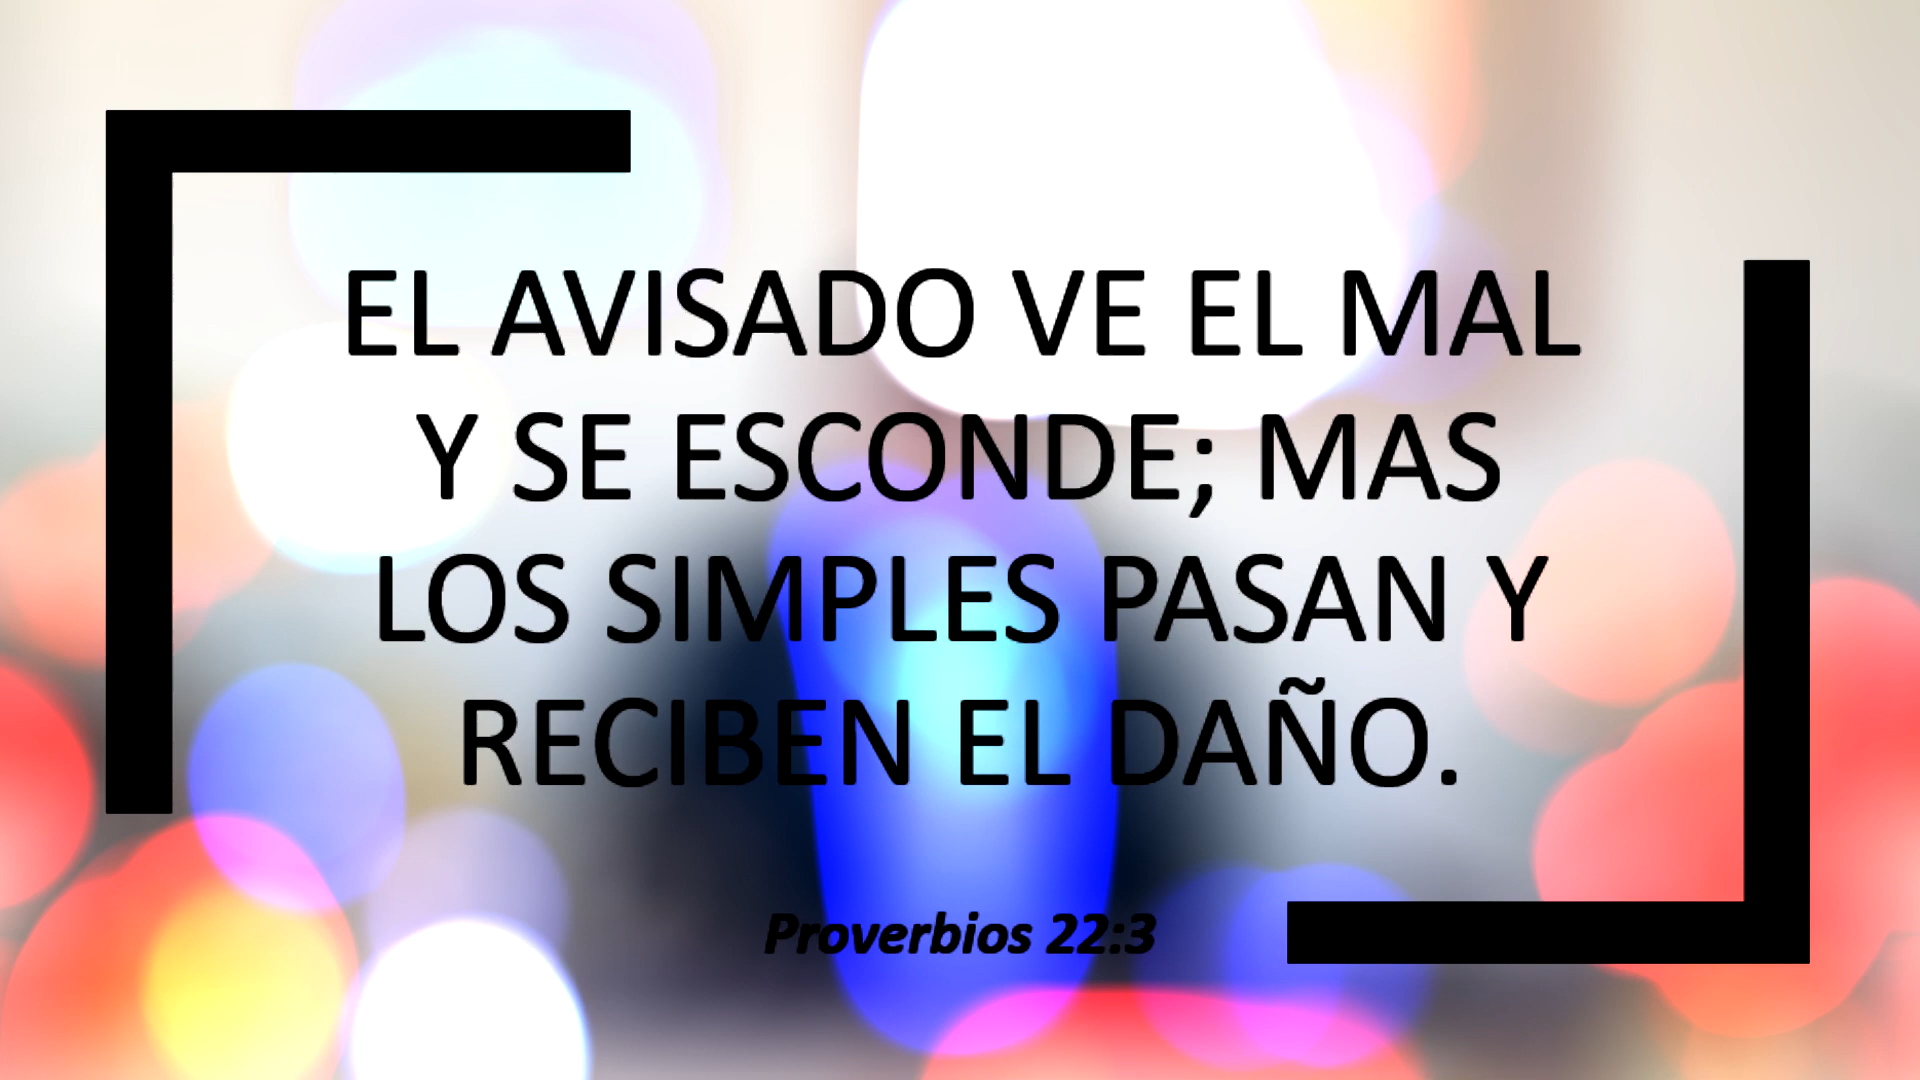 EL AVISADO VE EL MAL
Y SE ESCONDE; MAS
LOS SIMPLES PASAN Y
RECIBEN EL DAÑO.
Proverbios 22:3